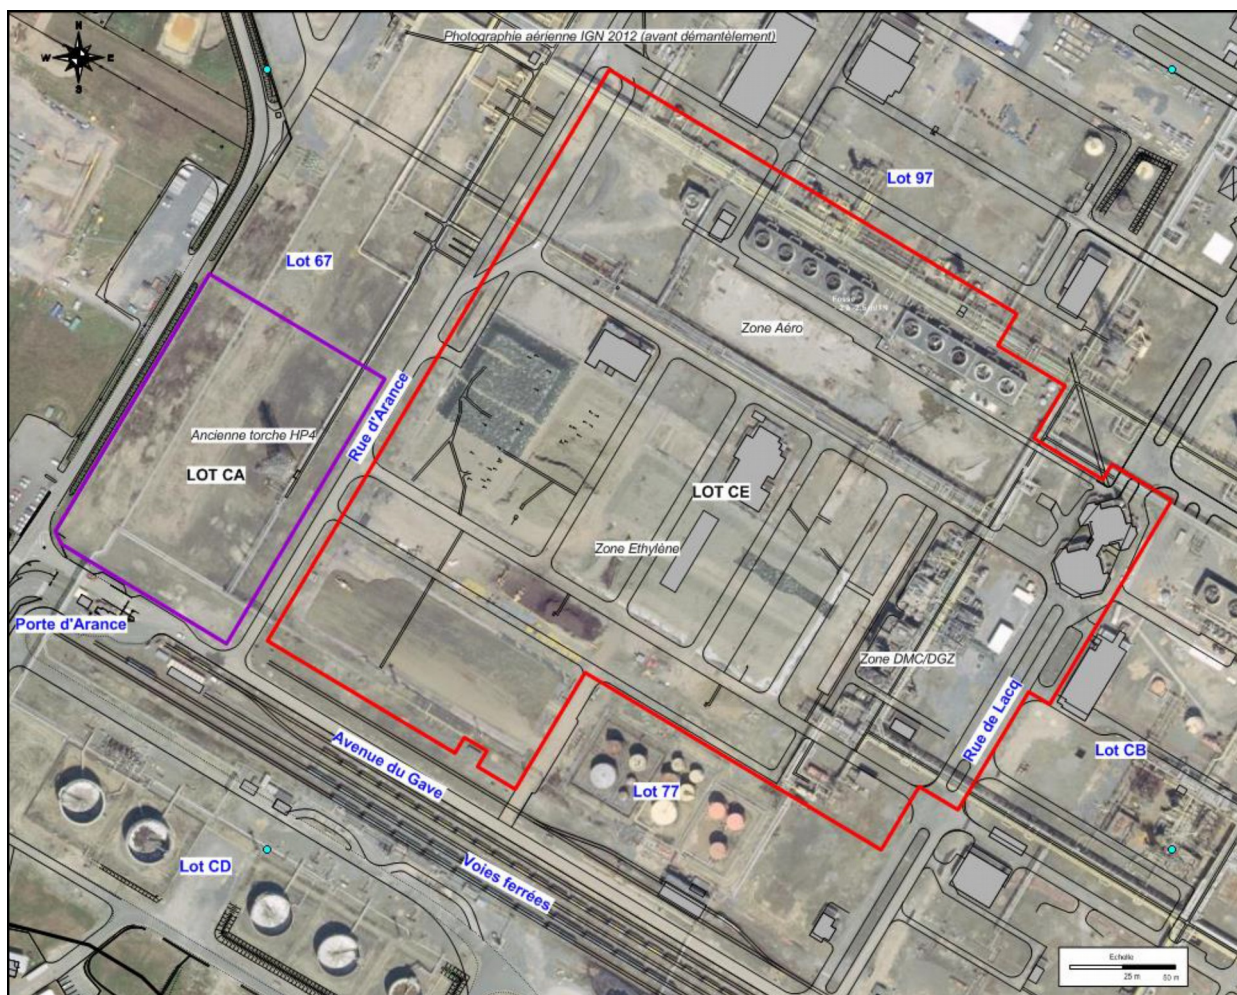 Photographie aérienne IGN 2012 (avant démantèlement)
N
W
E
S
Lot 97
Lot 67
Zone Aéro
Rue d'Arance
Ancienne torche HP4
LOT CA
LOT CE
Zone Ethylène
Porte d'Arance
Zone DMC/DGZ
Rue de Lacq
Avenue du Gave
Lot CB
Lot 77
Lot CD
Voies ferrées
Echelle
25 m
50 m